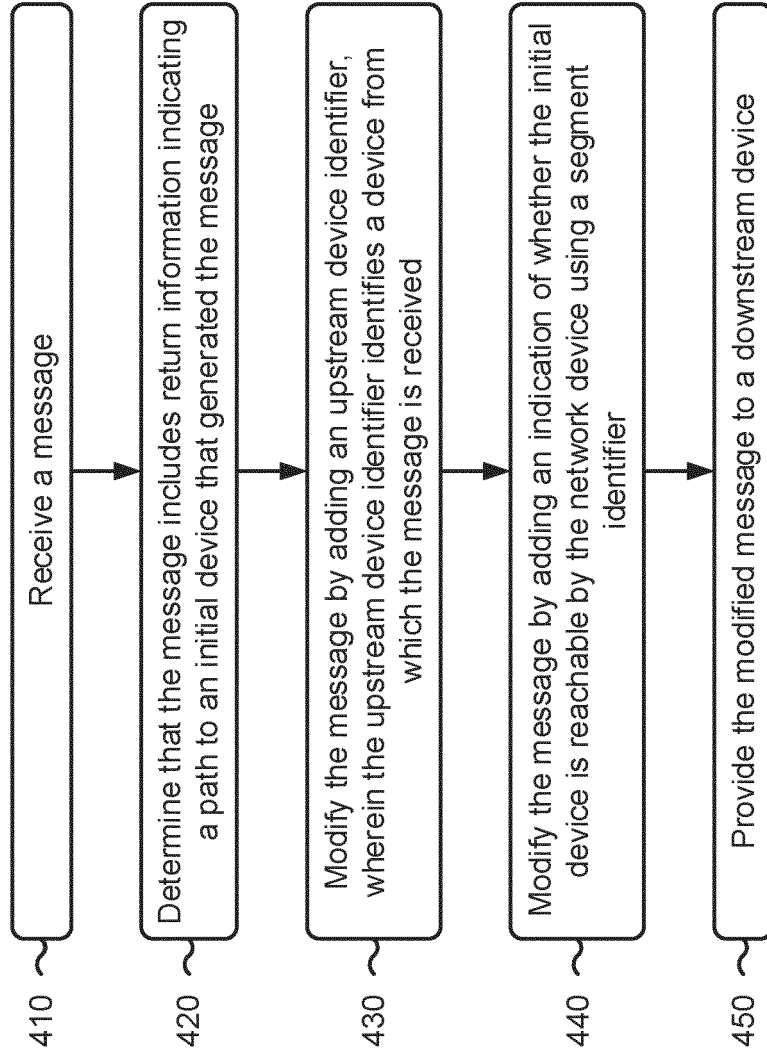 410
Receive a message
420
Determine that the message includes return information indicating
a path to an initial device that generated the message
430
Modify the message by adding an upstream device identifier,
wherein the upstream device identifier identifies a device from
which the message is received
440
Modify the message by adding an indication of whether the initial
device is reachable by the network device using a segment
identifier
450
Provide the modified message to a downstream device